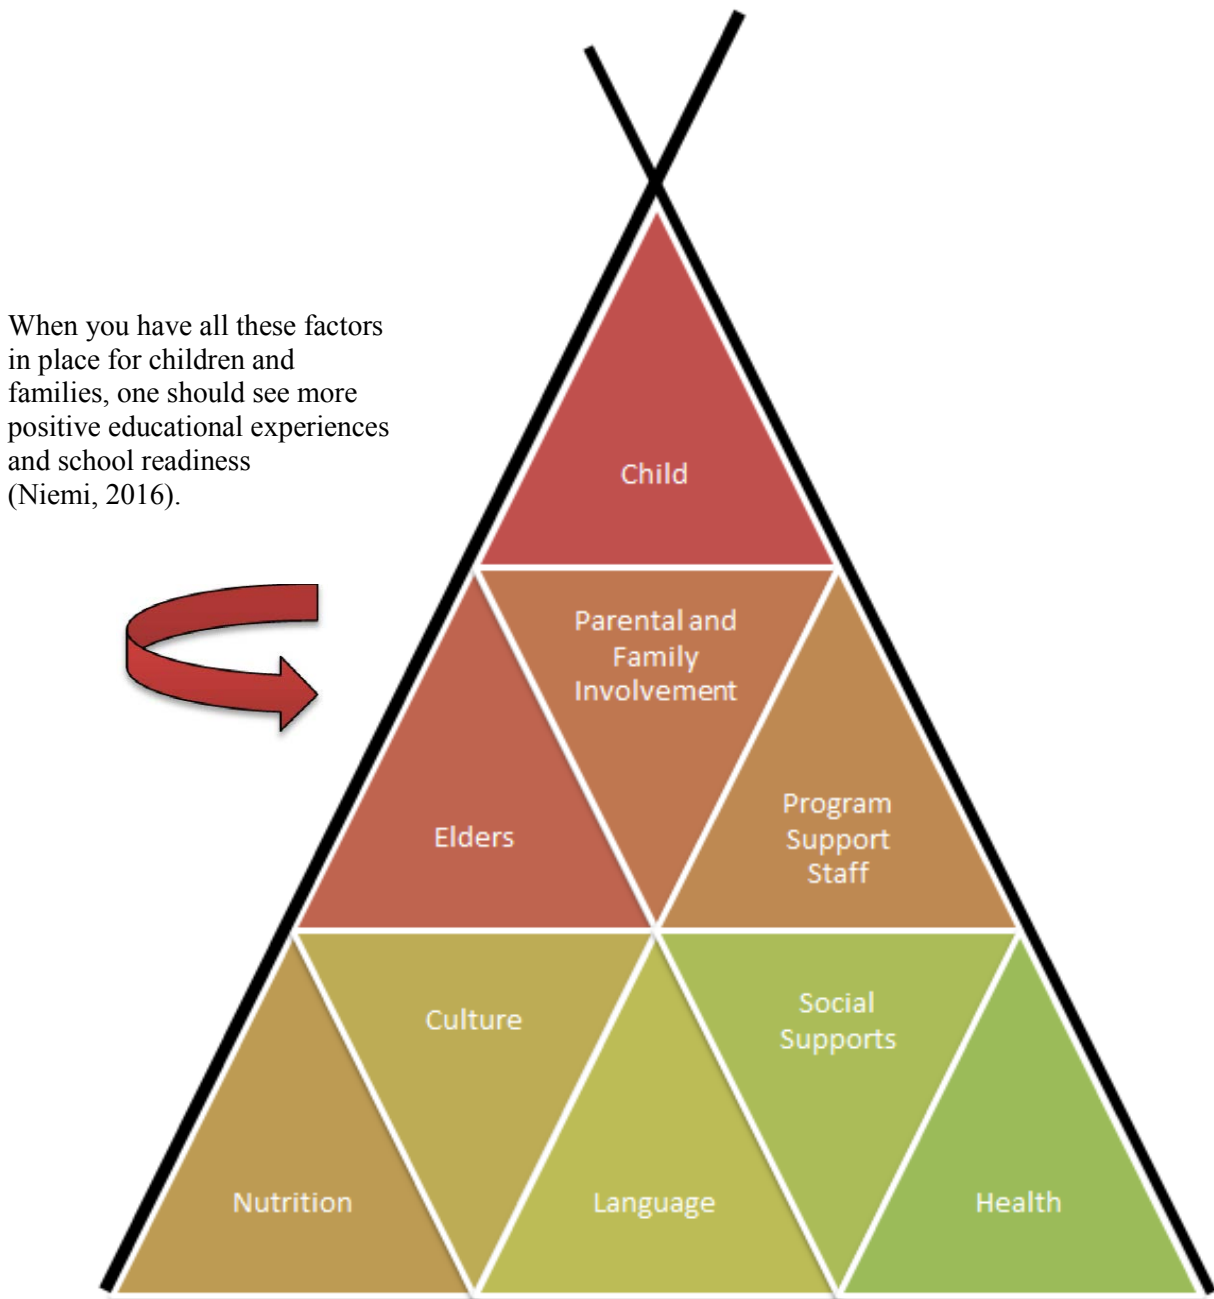 When you have all these factors
in place for children and
families, one should see more
positive educational experiences
and school readiness
(Niemi, 2016).
Child
Parental and
Family
Involvement
Elders
Program
Support
Staff
Culture
Social
Supports
Nutrition
Language
Health